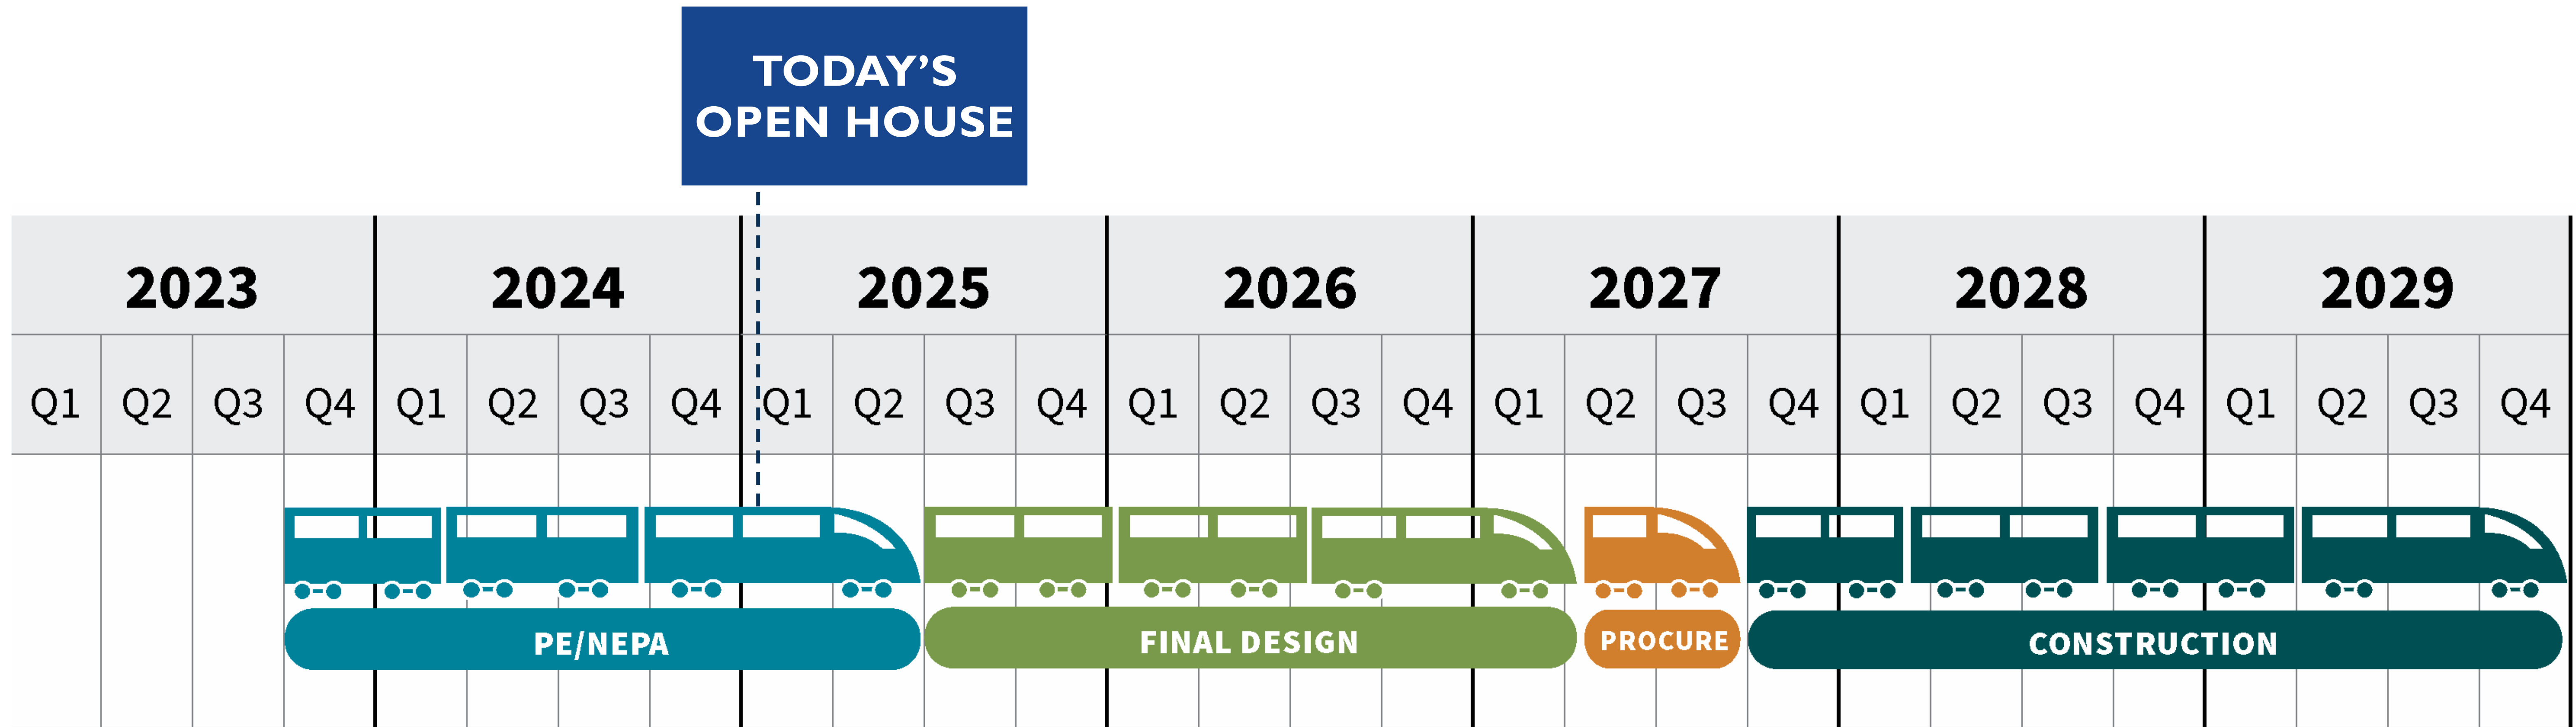 TODAY’S
OPEN HOUSE
2023 2024 2025 2026 2027 2028 2029
Q1 Q2 Q3 Q4 Q1 Q2 Q3 Q4 Q1 Q2 Q3 Q4 Q1 Q2 Q3 Q4 Q1 Q2 Q3 Q4 Q1 Q2 Q3 Q4 Q1 Q2 Q3 Q4
PE/NEPA FINAL DESIGN PROCURE CONSTRUCTION